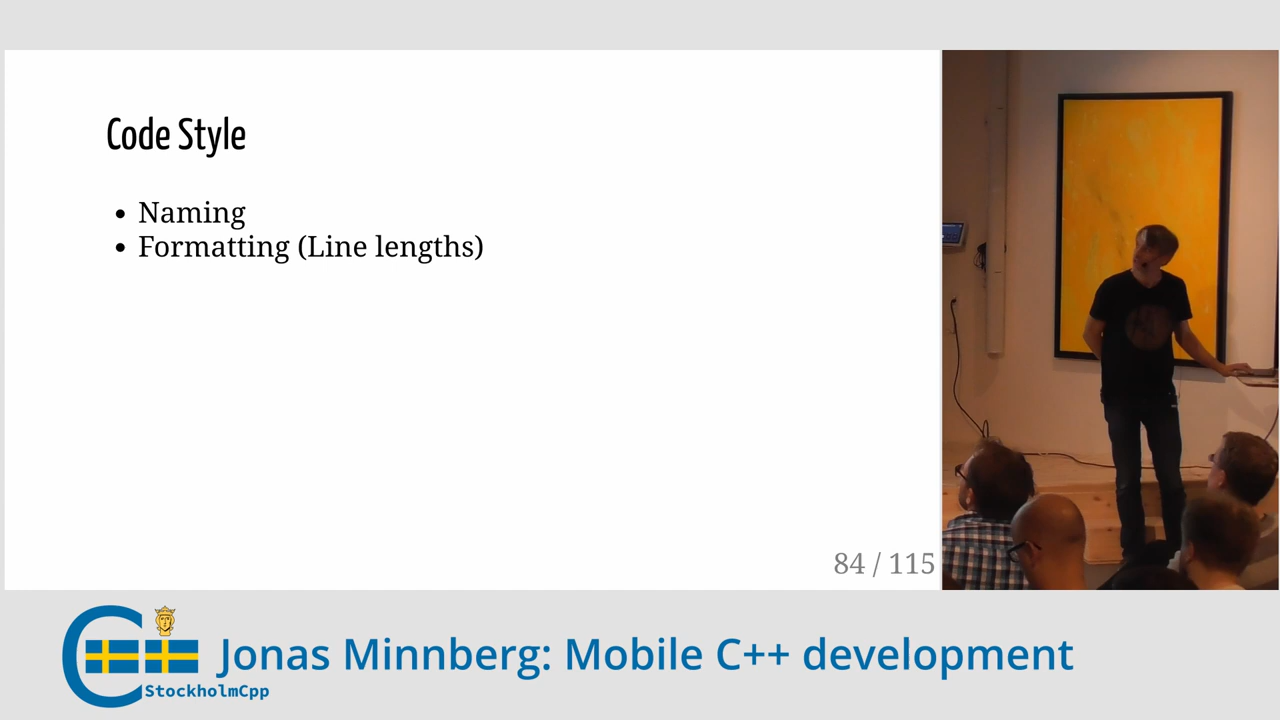 Code Style
• Naming
• Formatting (Line lengths)
84 / 115
Jonas Minnberg: Mobile C++ development
StockholmCpp